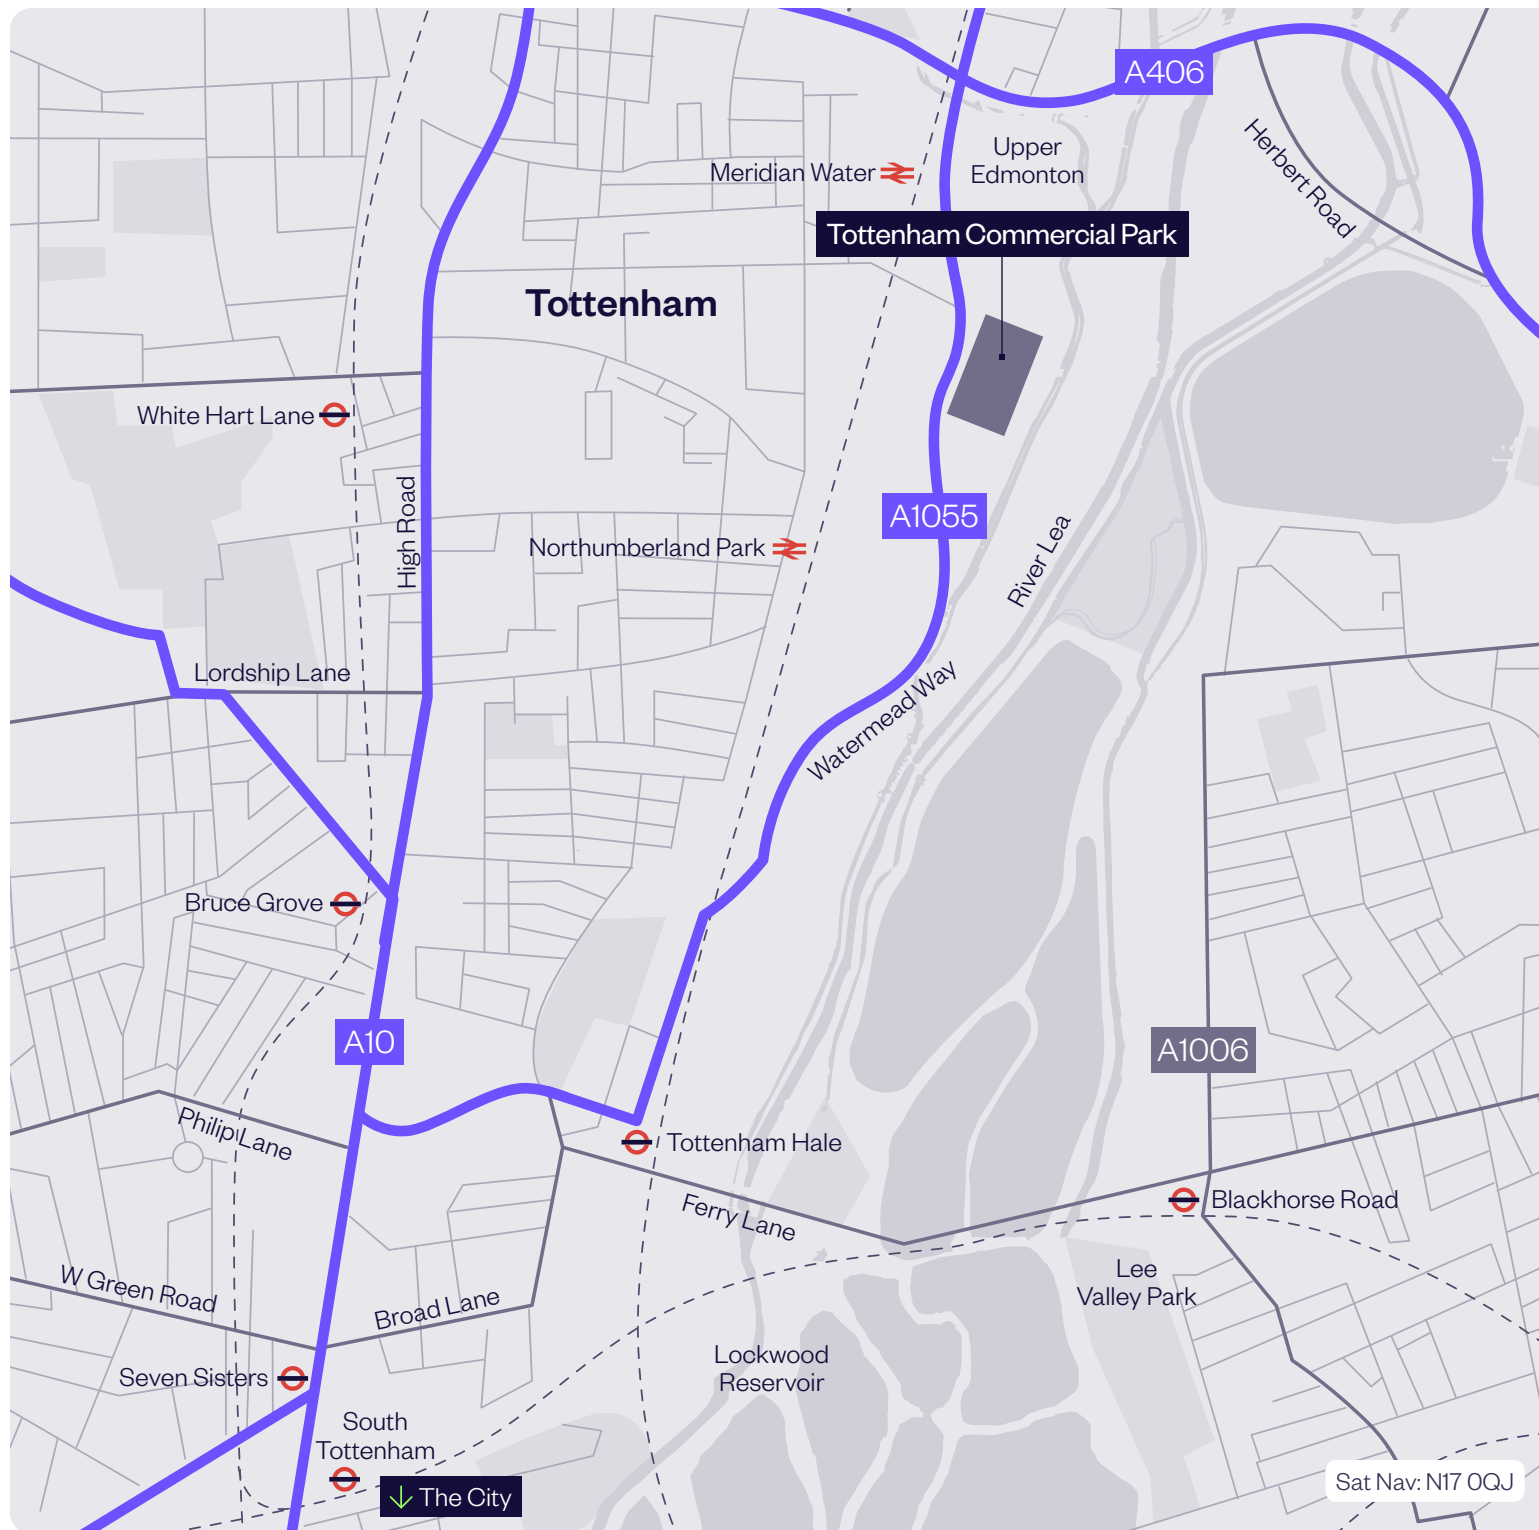 A406
Herbert Road
Upper
Edmonton
Meridian Water
Tottenham Commercial Park
Tottenham
White Hart Lane
High Road
A1055
Northumberland Park
River Lea
Lordship Lane
Watermead Way
Bruce Grove
A10
A1006
Philip Lane
Tottenham Hale
Ferry Lane
Blackhorse Road
Lee
Valley Park
W Green Road
Broad Lane
Lockwood
Reservoir
Seven Sisters
South
Tottenham
The City
Sat Nav: N17 0QJ